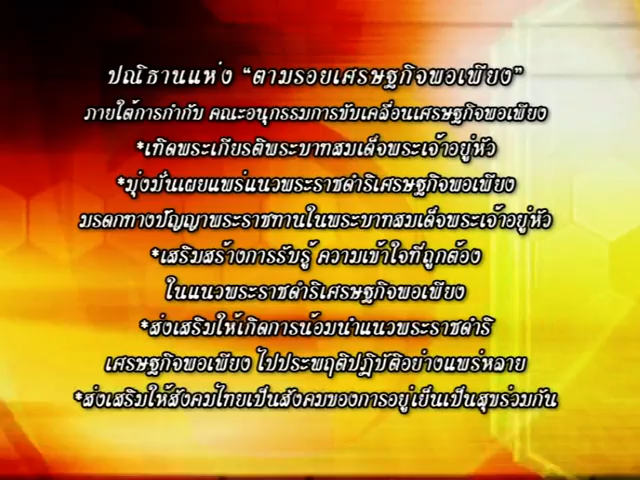 ปณิธานแห่ง “ตามรอยเศรษฐกิจพอเพียง”
ภายใต้การกำกับ คณะอนุกรรมการขับเคลื่อนเศรษฐกิจพอเพียง
*เทิดพระเกียรติพระบาทสมเด็จพระเจ้าอยู่หัว
*มุ่งมั่นเผยแพร่แนวพระราชดำริเศรษฐกิจพอเพียง
มรดกทางปัญญาพระราชทานในพระบาทสมเด็จพระเจ้าอยู่หัว
*เสริมสร้างการรับรู้ ความเข้าใจที่ถูกต้อง
ในแนวพระราชดำริเศรษฐกิจพอเพียง
*ส่งเสริมให้เกิดการน้อมนำแนวพระราชดำริ
เศรษฐกิจพอเพียง ไปประพฤติปฏิบัติอย่างแพร่หลาย
*ส่งเสริมให้สังคมไทยเป็นสังคมของการอยู่เย็นเป็นสุขร่วมกัน